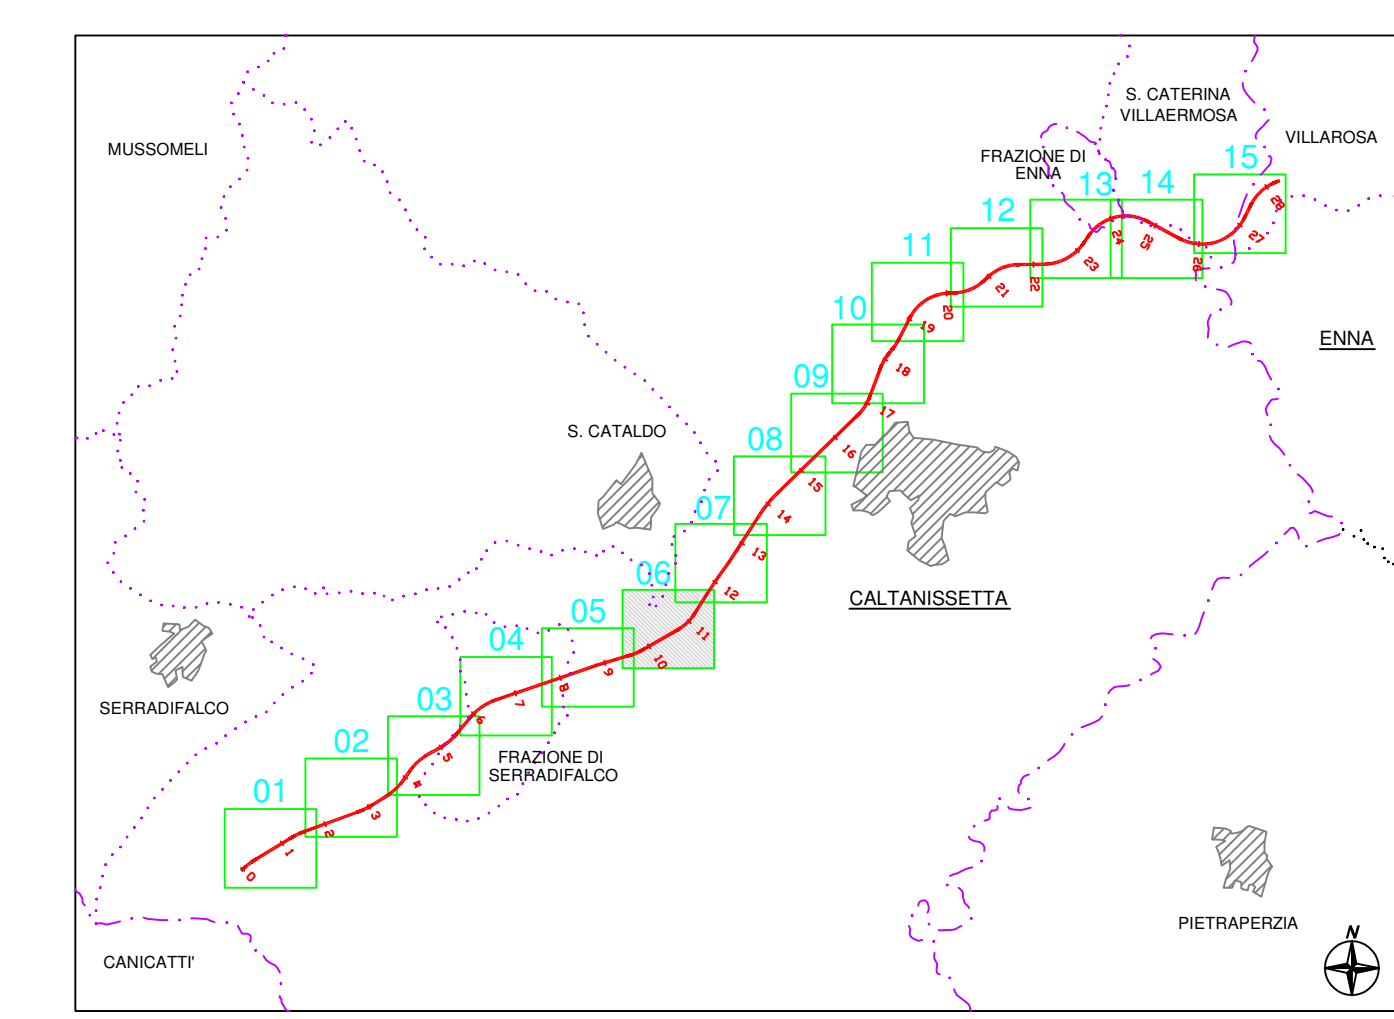 S. CATERINA
VILLAERMOSA
MUSSOMELI
VILLAROSA
FRAZIONE DI
ENNA
15
13
14
12
11
10
ENNA
09
S. CATALDO
08
07
CALTANISSETTA
06
05
04
SERRADIFALCO
03
02
FRAZIONE DI
SERRADIFALCO
01
PIETRAPERZIA
CANICATTI'
N
0
1
2
3
4
5
6
7
8
9
10
11
12
13
14
15
16
17
18
19
20
21
22
23
24
25
26
27
28